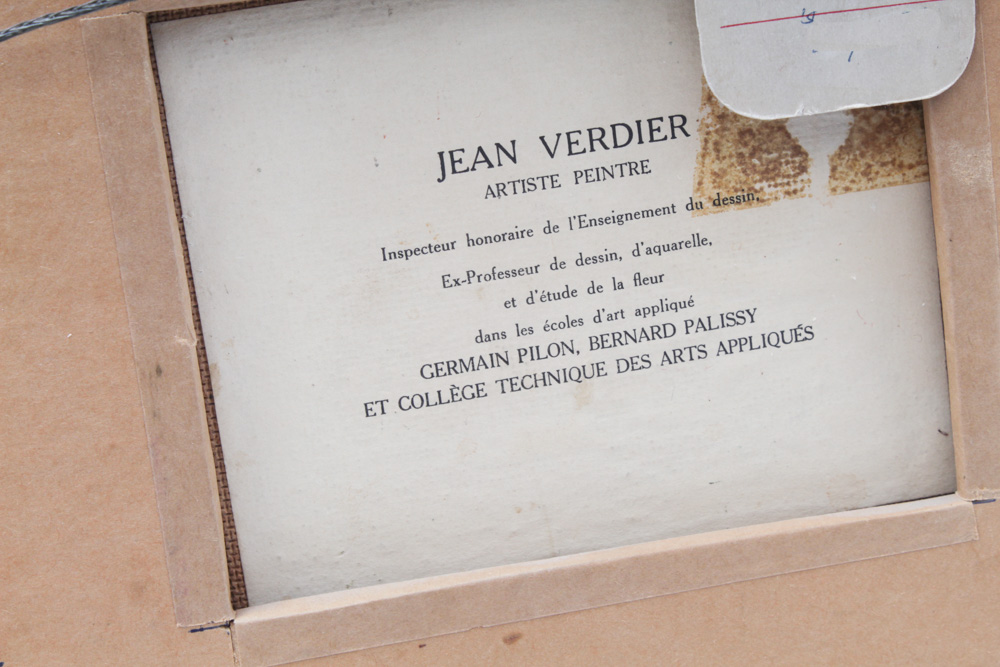 JEAN VERDIER
ARTISTE PEINTRE
Inspecteur honoraire de l'Enseignement du dessin,
Ex-Professeur de dessin, d'aquarelle,
et d'étude de la fleur
dans les écoles d'art appliqué
GERMAIN PILON, BERNARD PALISSY
ET COLLÈGE TECHNIQUE DES ARTS APPLIQUÉS